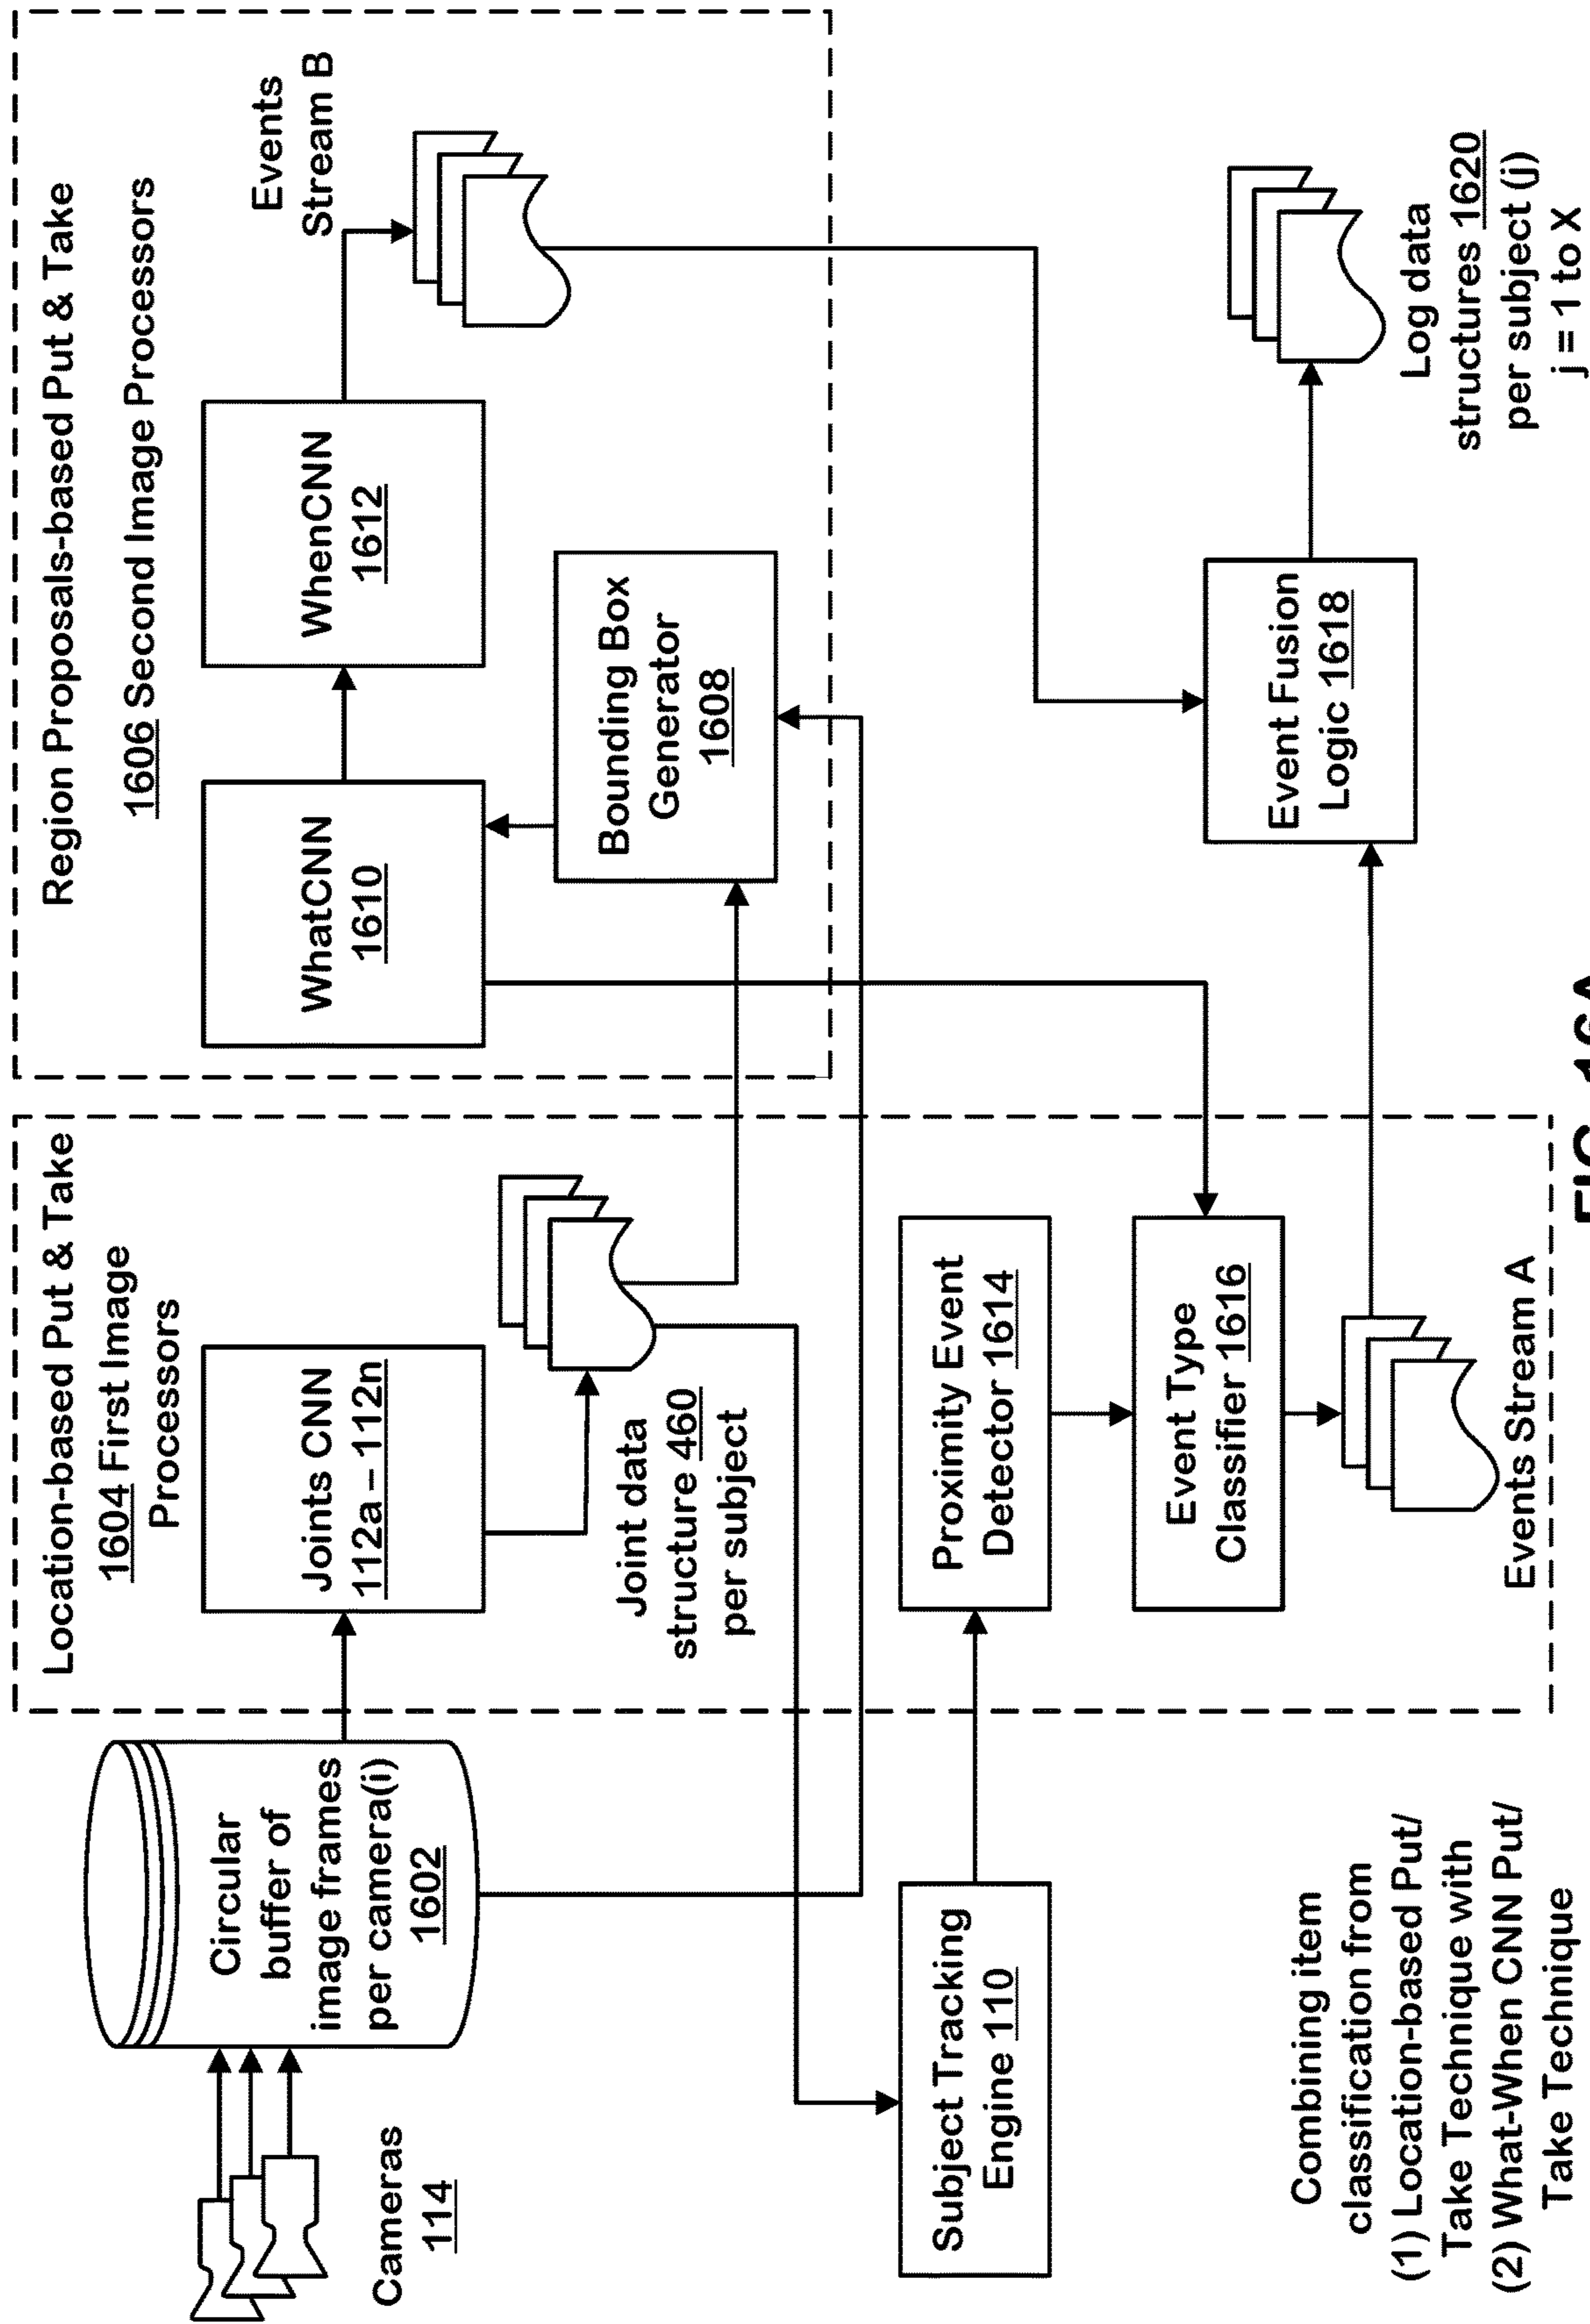 Cameras
114
Circular
buffer of
image frames
per camera(i)
1602
Location-based Put & Take
1604 First Image
Processors
Joints CNN
112a – 112n
Joint data
structure 460
per subject
Region Proposals-based Put & Take
1606 Second Image Processors
WhatCNN
1610
WhenCNN
1612
Events
Stream B
Bounding Box
Generator
1608
Subject Tracking
Engine 110
Proximity Event
Detector 1614
Event Type
Classifier 1616
Events Stream A
Event Fusion
Logic 1618
Log data
structures 1620
per subject (j)
j = 1 to X
Combining item
classification from
(1) Location-based Put/
Take Technique with
(2) What-When CNN Put/
Take Technique
FIG. 16A